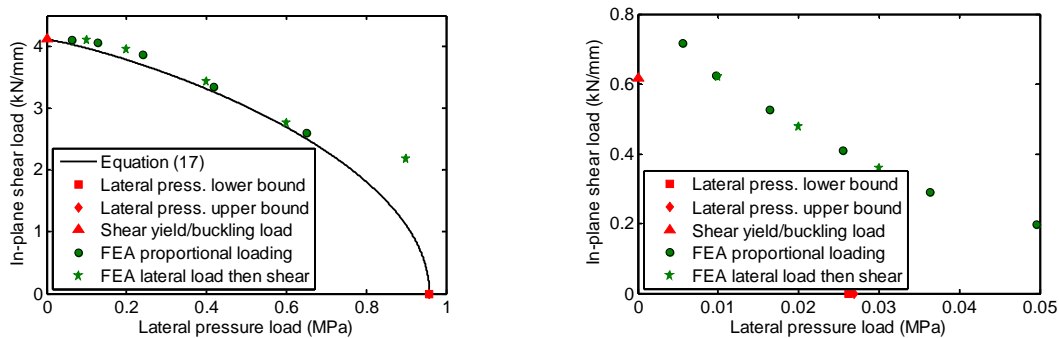 In-plane shear load (kN/mm)
4
3
2
1
0
Equation (17)
Lateral press. lower bound
Lateral press. upper bound
Shear yield/buckling load
FEA proportional loading
FEA lateral load then shear
0 0.2 0.4 0.6 0.8 1
Lateral pressure load (MPa)
In-plane shear load (kN/mm)
0.8
0.6
0.4
0.2
0
Lateral press. lower bound
Lateral press. upper bound
Shear yield/buckling load
FEA proportional loading
FEA lateral load then shear
0 0.01 0.02 0.03 0.04 0.05
Lateral pressure load (MPa)